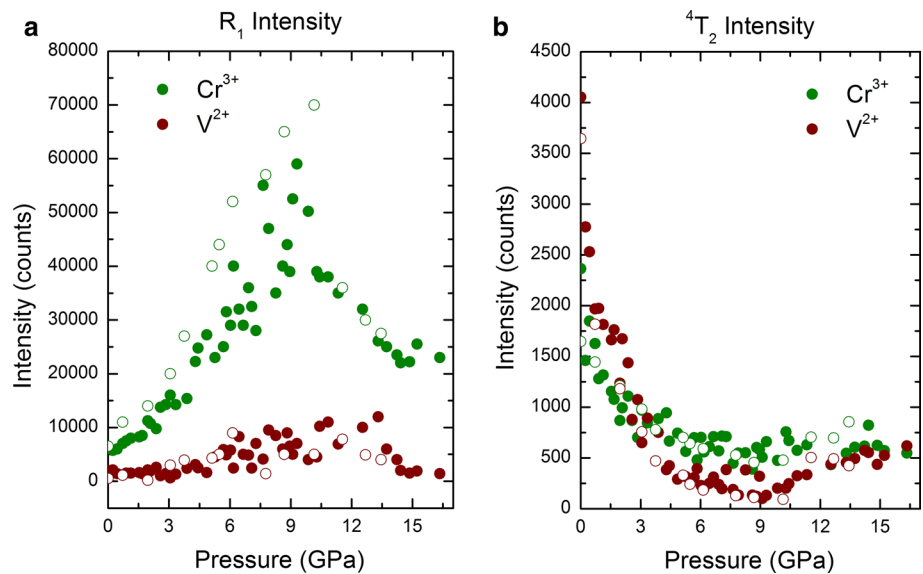 a
R₁ Intensity
80000
70000
60000
50000
40000
30000
20000
10000
0
Intensity (counts)
Cr³⁺
V²⁺
0 3 6 9 12 15
Pressure (GPa)
b
⁴T₂ Intensity
4500
4000
3750
3500
3000
2500
2000
1500
1000
500
0
Intensity (counts)
Cr³⁺
V²⁺
0 3 6 9 12 15
Pressure (GPa)